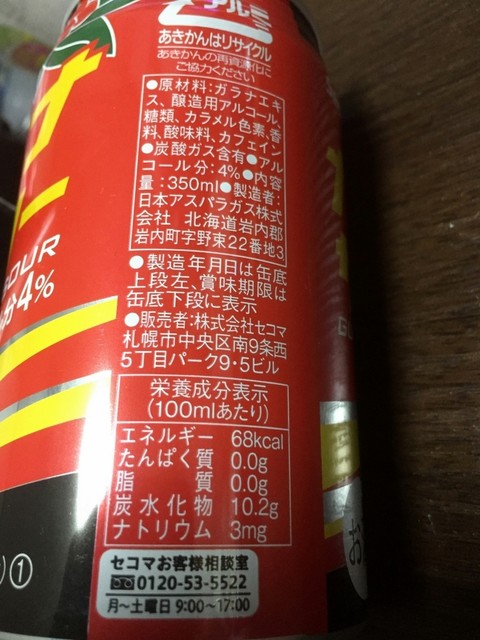 アルミ
あきかんはリサイクル
あきかんの再資源化に
ご協力ください
●原材料:ガラナエキ
ス、醸造用アルコール、
糖類、カラメル色素、香
料、酸味料、カフェイン
●炭酸ガス含有●アル
コール分:4%●内容
量:350ml●製造者:
日本アスパラガス株式
会社 北海道岩内郡
岩内町字野束22番地3
●製造年月日は缶底
上段左、賞味期限は
缶底下段に表示
●販売者:株式会社セコマ
札幌市中央区南9条西
5丁目パーク9・5ビル
栄養成分表示
(100mlあたり)
エネルギー 68kcal
たんぱく質 0.0g
脂質 0.0g
炭水化物 10.2g
ナトリウム 3mg
セコマお客様相談室
0120-53-5522
月~土曜日 9:00~17:00
OUR
分4%
①
お